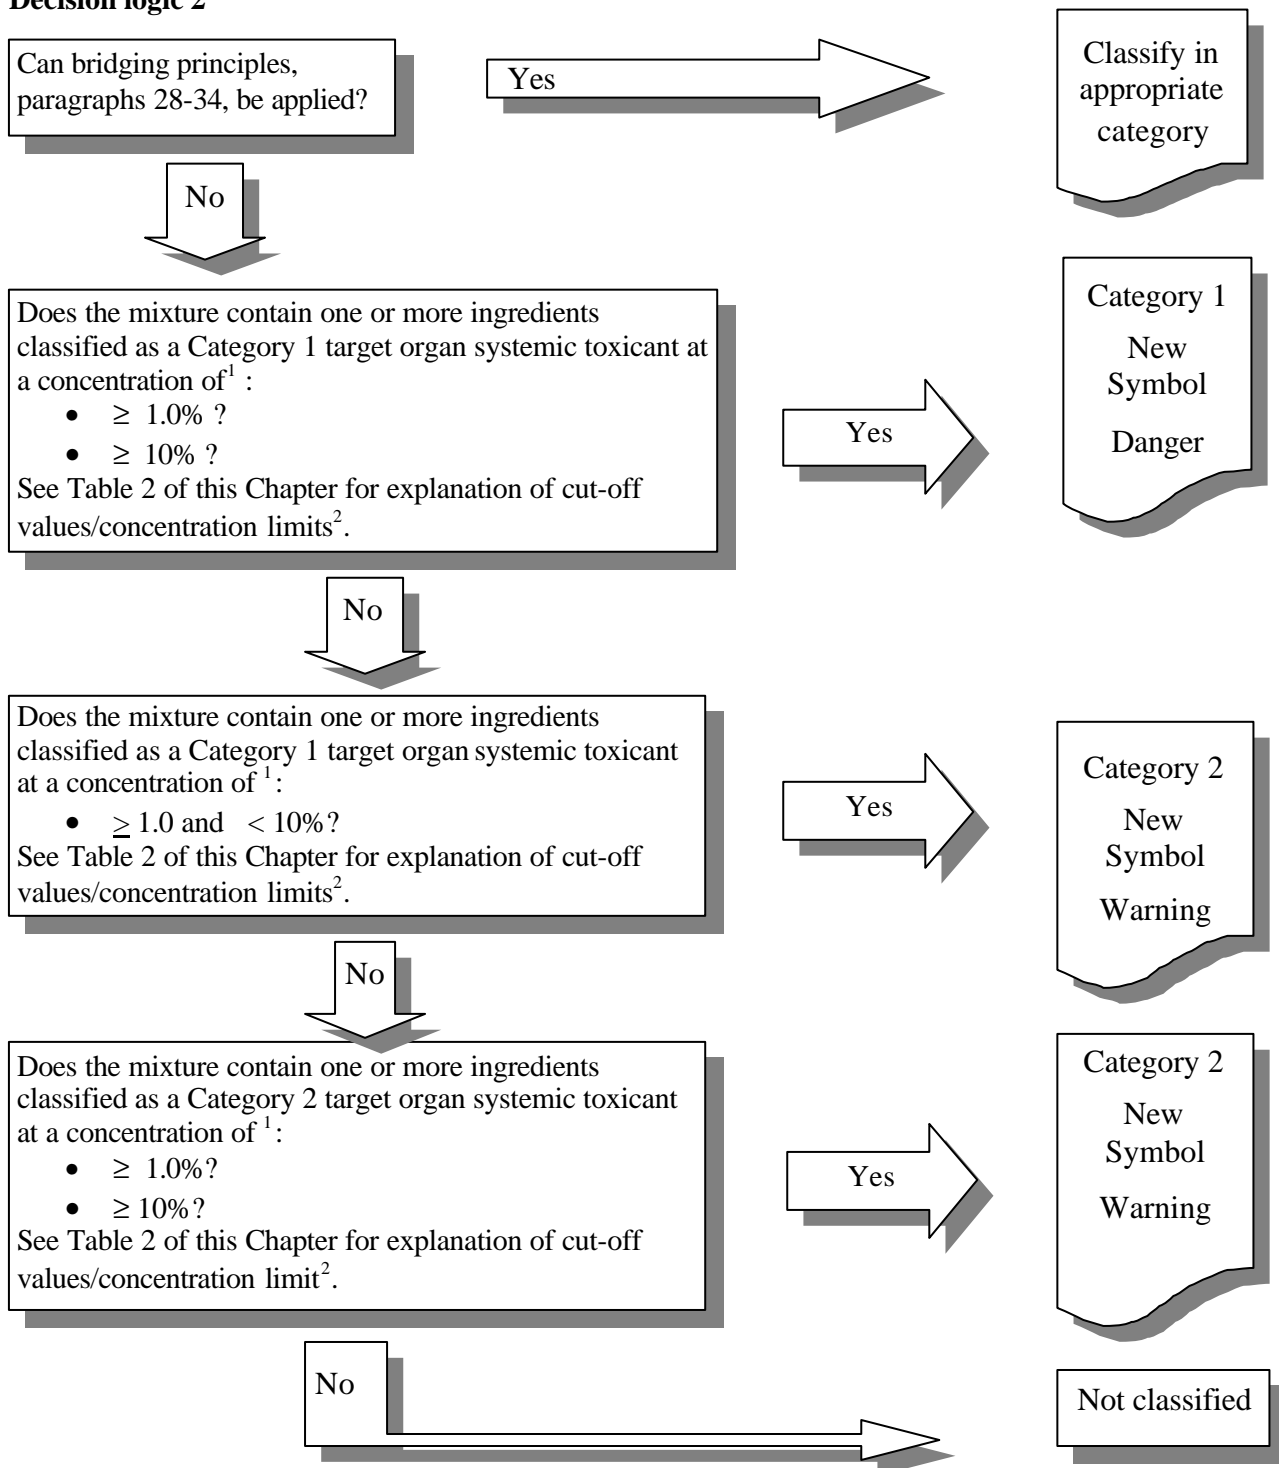 Decision logic 2
Can bridging principles,
paragraphs 28-34, be applied?
Yes
Classify in
appropriate
category
No
Does the mixture contain one or more ingredients
classified as a Category 1 target organ systemic toxicant at
a concentration of1 :
• ≥ 1.0% ?
• ≥ 10% ?
See Table 2 of this Chapter for explanation of cut-off
values/concentration limits2.
Yes
Category 1
New
Symbol
Danger
No
Does the mixture contain one or more ingredients
classified as a Category 1 target organ systemic toxicant
at a concentration of 1:
• ≥ 1.0 and < 10%?
See Table 2 of this Chapter for explanation of cut-off
values/concentration limits2.
Yes
Category 2
New
Symbol
Warning
No
Does the mixture contain one or more ingredients
classified as a Category 2 target organ systemic toxicant
at a concentration of 1:
• ≥ 1.0%?
• ≥ 10%?
See Table 2 of this Chapter for explanation of cut-off
values/concentration limit2.
Yes
Category 2
New
Symbol
Warning
No
Not classified